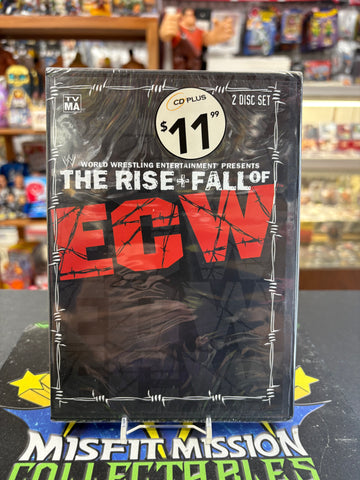 TV
MA
CD PLUS
$11.99
2 DISC SET
W WORLD WRESTLING ENTERTAINMENT PRESENTS
THE RISE+FALL OF
ECW
MISFIT MISSION
COLLECTABLES